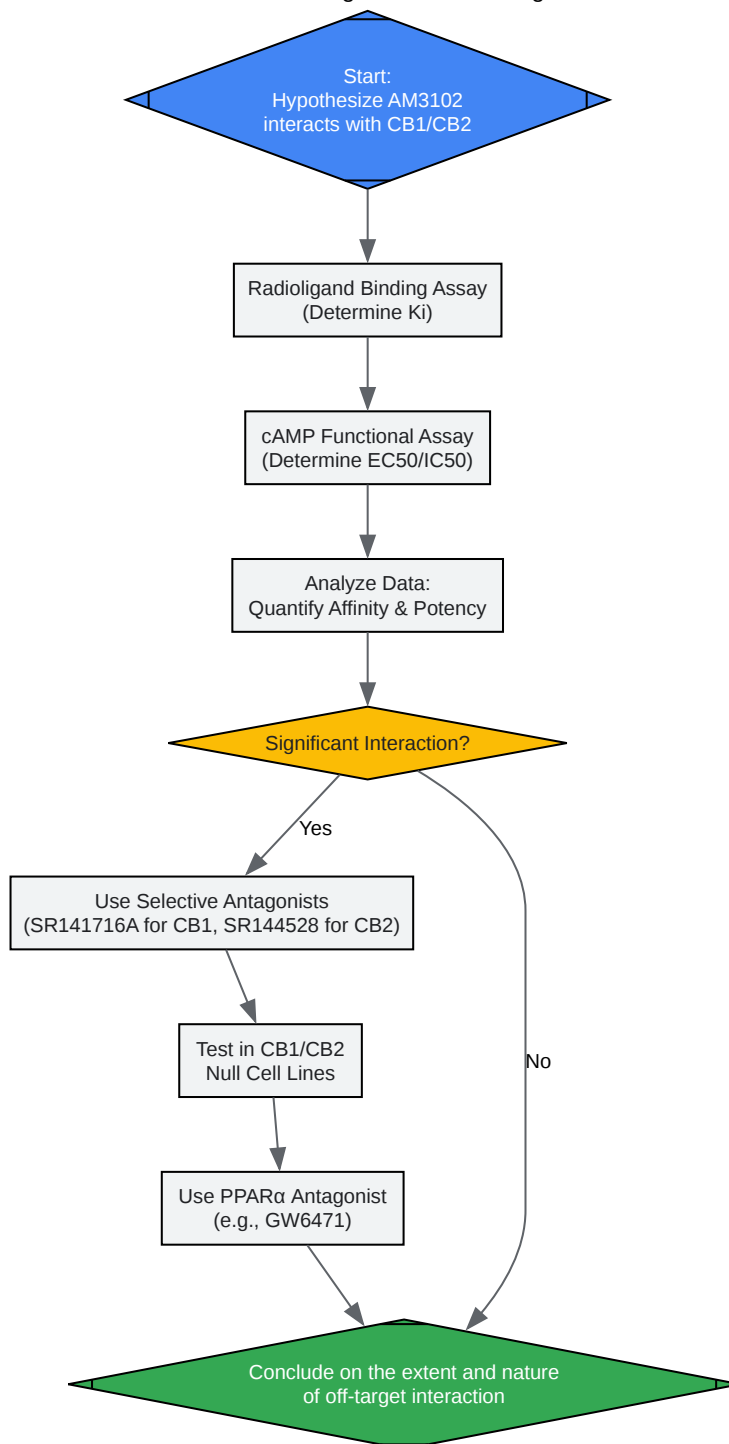 Start:
Hypothesize AM3102
interacts with CB1/CB2
Radioligand Binding Assay
(Determine Ki)
cAMP Functional Assay
(Determine EC50/IC50)
Analyze Data:
Quantify Affinity & Potency
Significant Interaction?
Yes
Use Selective Antagonists
(SR141716A for CB1, SR144528 for CB2)
Test in CB1/CB2
Null Cell Lines
No
Use PPARα Antagonist
(e.g., GW6471)
Conclude on the extent and nature
of off-target interaction